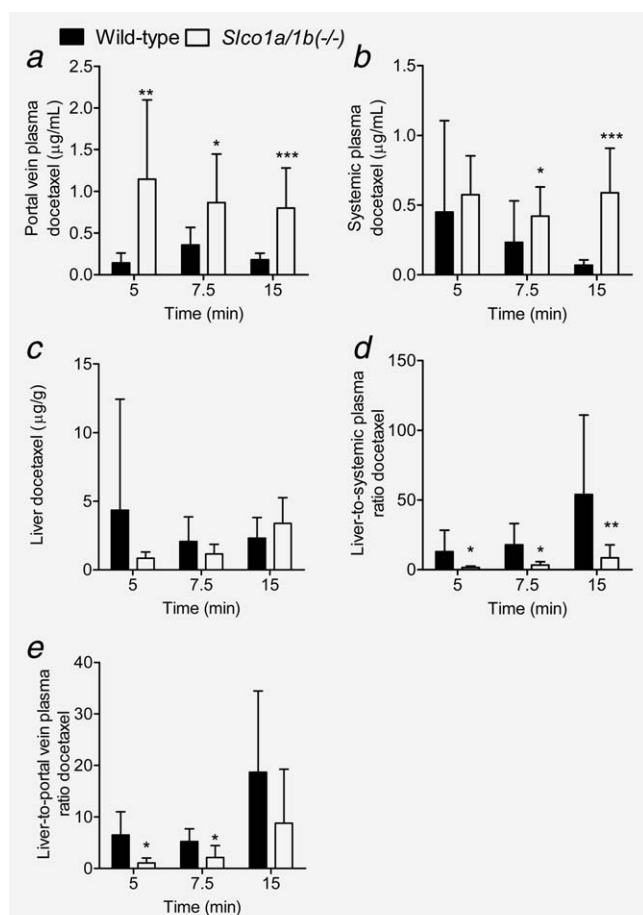 Wild-type Slco1a/1b(-/-)
a
Portal vein plasma
docetaxel (μg/mL)
2.5
2.0
1.5
1.0
0.5
0.0
**
*
***
5 7.5 15
Time (min)
b
Systemic plasma
docetaxel (μg/mL)
1.5
1.0
0.5
0.0
*
***
5 7.5 15
Time (min)
c
Liver docetaxel (μg/g)
15
10
5
0
5 7.5 15
Time (min)
d
Liver-to-systemic plasma
ratio docetaxel
150
100
50
0
*
*
**
5 7.5 15
Time (min)
e
Liver-to-portal vein plasma
ratio docetaxel
40
30
20
10
0
*
*
5 7.5 15
Time (min)